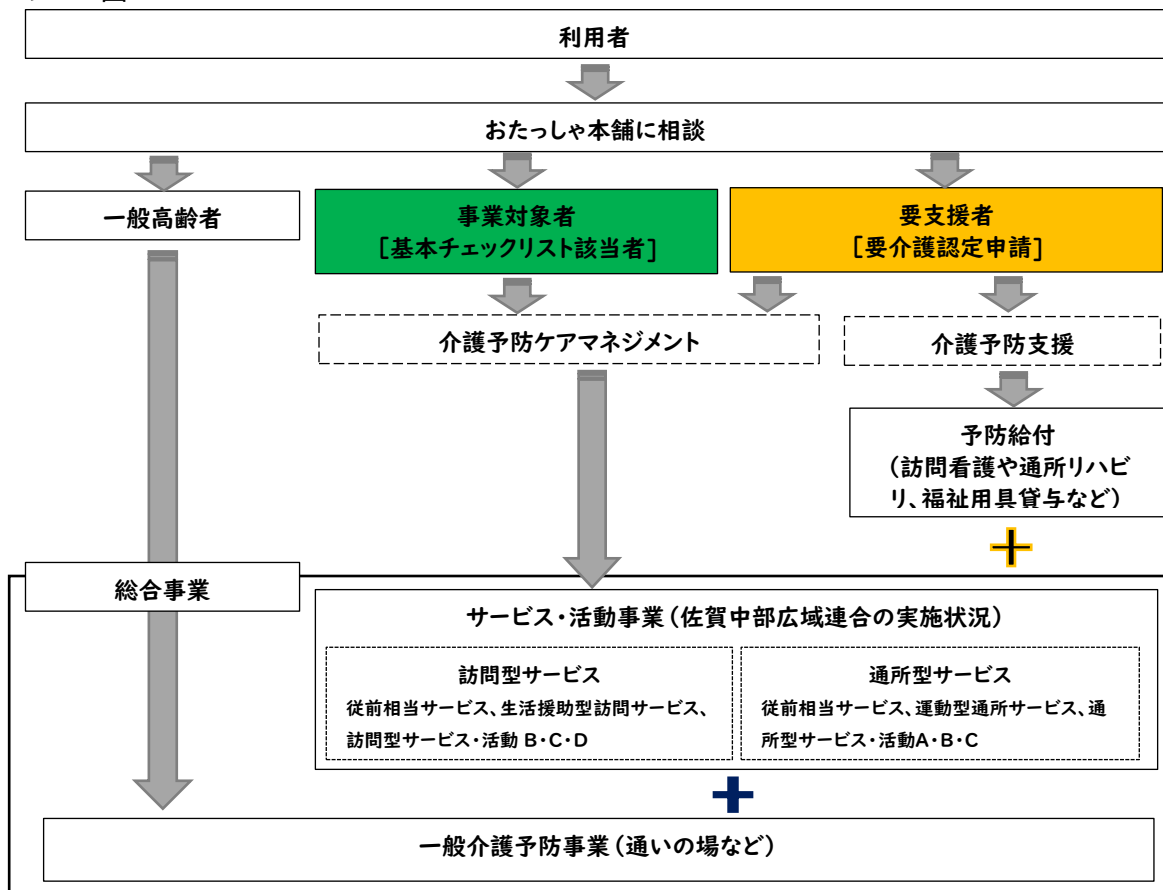 利用者
おたっしゃ本舗に相談
一般高齢者
事業対象者
[基本チェックリスト該当者]
要支援者
[要介護認定申請]
介護予防ケアマネジメント
介護予防支援
予防給付
(訪問看護や通所リハビ
リ、福祉用具貸与など)
総合事業
サービス・活動事業(佐賀中部広域連合の実施状況)
訪問型サービス
従前相当サービス、生活援助型訪問サービス、
訪問型サービス・活動 B・C・D
通所型サービス
従前相当サービス、運動型通所サービス、通
所型サービス・活動A・B・C
一般介護予防事業(通いの場など)